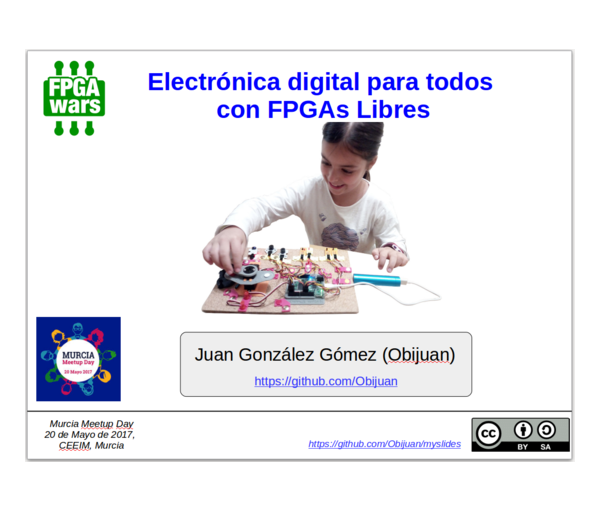 FPGA
wars
Electrónica digital para todos
con FPGAs Libres
MURCIA
Meetup Day
20 Mayo 2017
Juan González Gómez (Obijuan)
https://github.com/Obijuan
Murcia Meetup Day
20 de Mayo de 2017,
CEEIM, Murcia
https://github.com/Obijuan/myslides
cc
BY SA